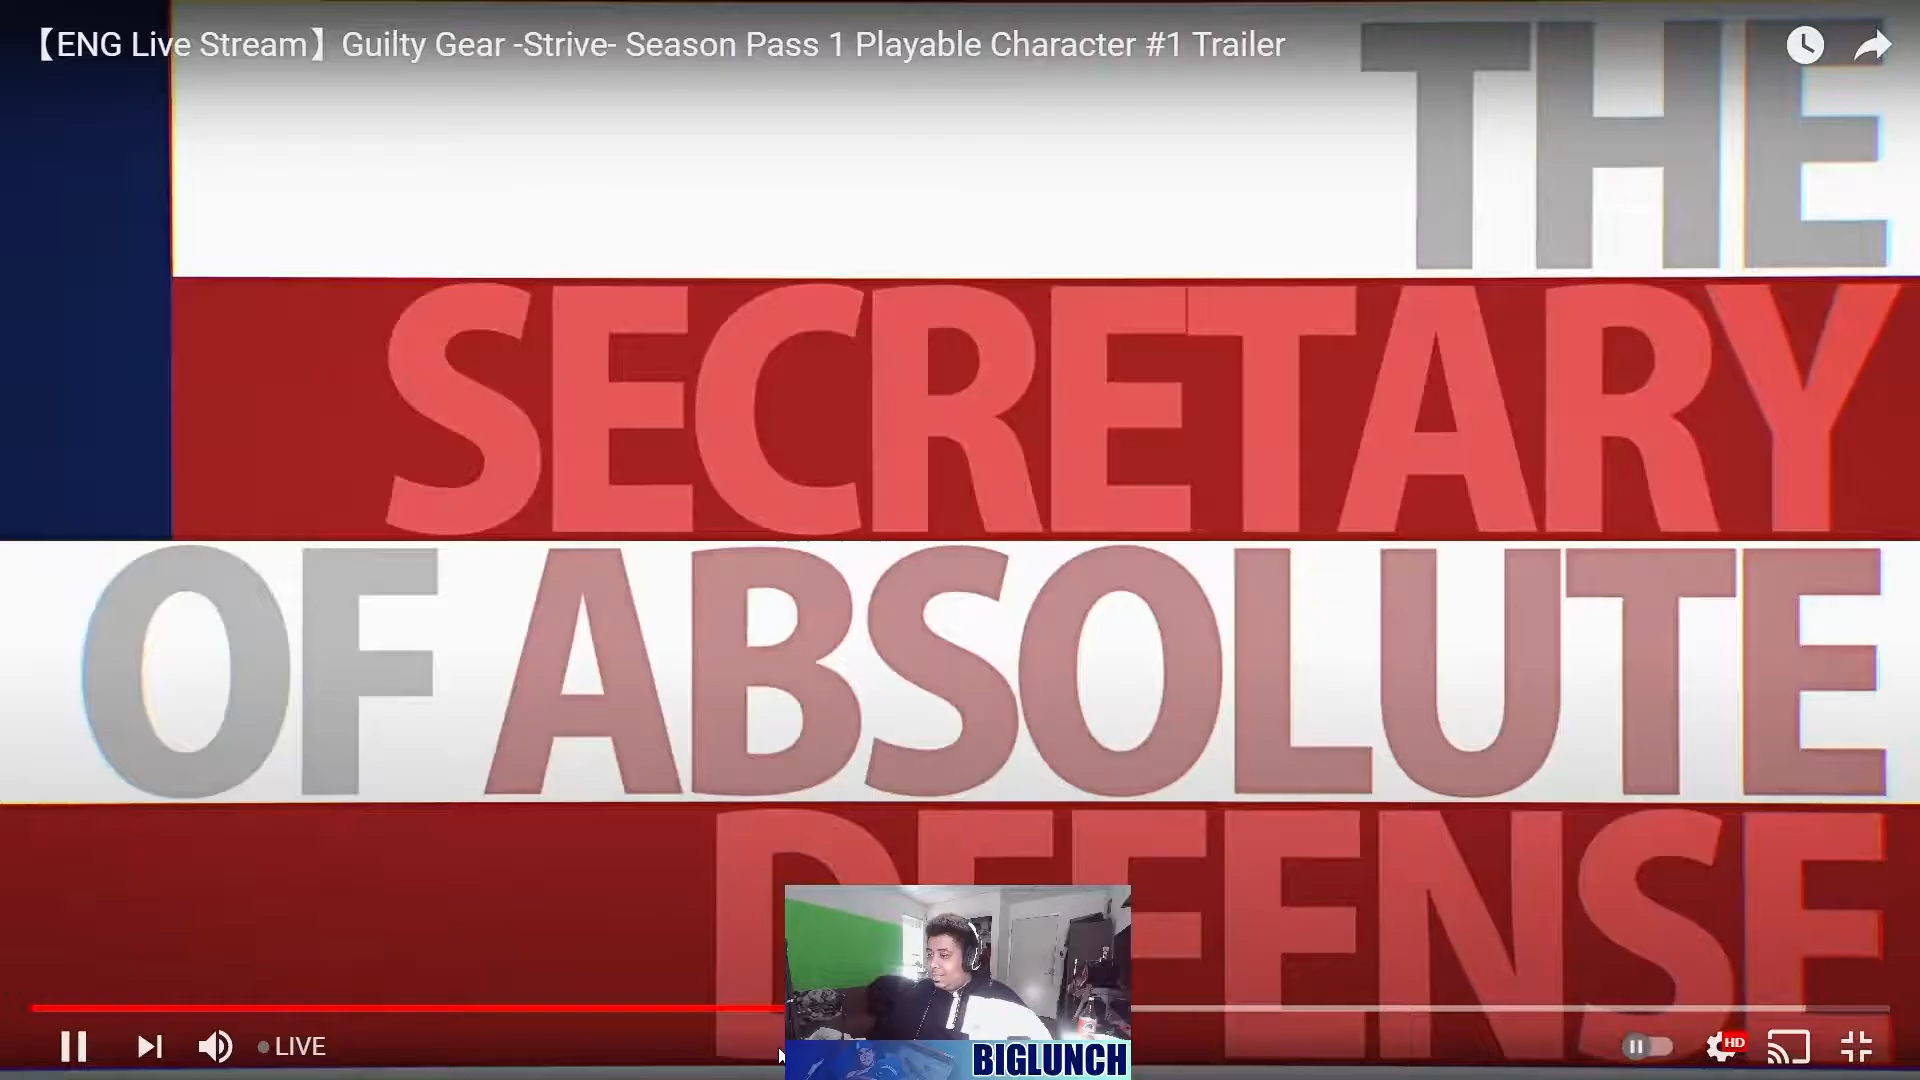 【ENG Live Stream】Guilty Gear -Strive- Season Pass 1 Playable Character #1 Trailer
THE
SECRETARY
OF ABSOLUTE
DEFENSE
LIVE
HD
BIGLUNCH